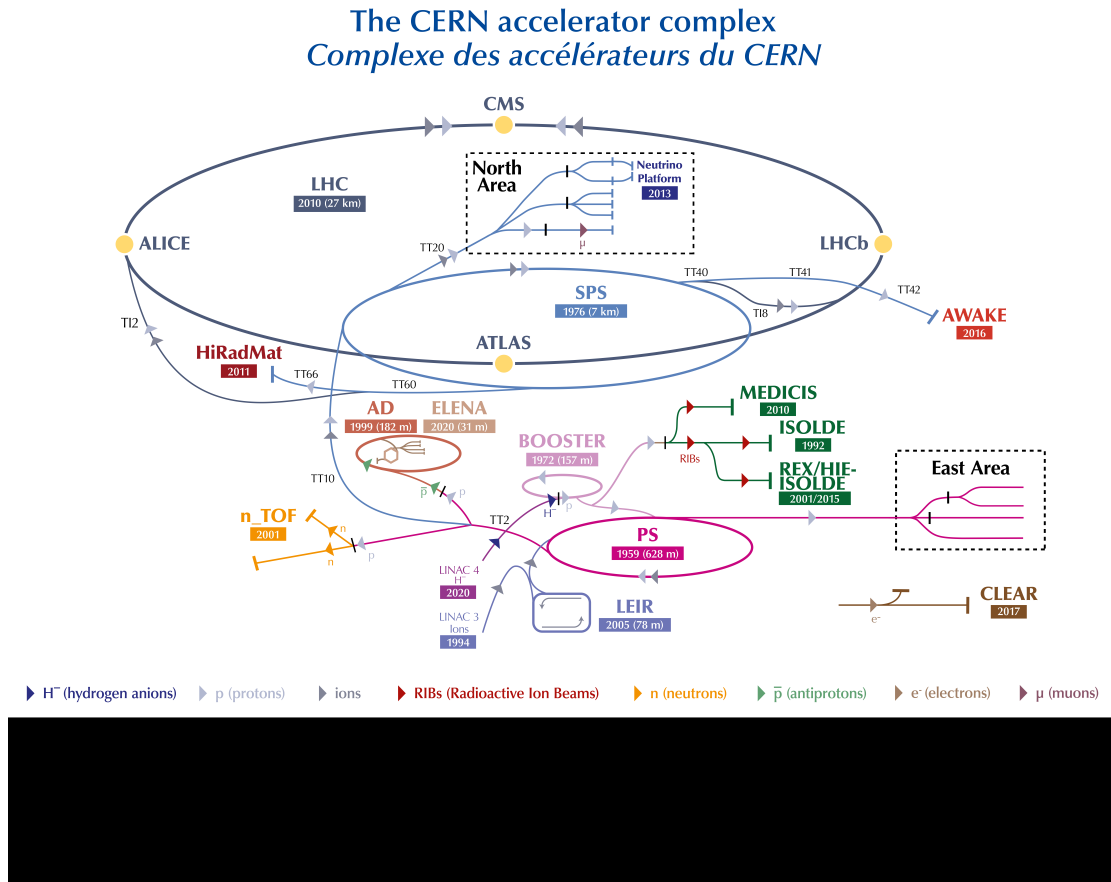 The CERN accelerator complex
Complexe des accélérateurs du CERN
CMS
North
Area
Neutrino
Platform
2013
LHC
2010 (27 km)
µ
ALICE
LHCb
TT20
TT40
TT41
TT42
SPS
1976 (7 km)
TI8
TI2
AWAKE
2016
ATLAS
HiRadMat
2011
TT66
TT60
AD
1999 (182 m)
ELENA
2020 (31 m)
MEDICIS
2010
BOOSTER
1972 (157 m)
ISOLDE
1992
RIBs
REX/HIE-
ISOLDE
2001/2015
East Area
TT10
p̅
p
H⁻
p
TT2
n_TOF
2001
n
n
p
PS
1959 (628 m)
LINAC 4
H⁻
2020
LINAC 3
Ions
1994
LEIR
2005 (78 m)
CLEAR
2017
e⁻
H⁻ (hydrogen anions)
p (protons)
ions
RIBs (Radioactive Ion Beams)
n (neutrons)
p̅ (antiprotons)
e⁻ (electrons)
µ (muons)